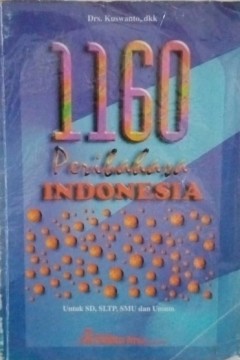 Drs. Kuswanto, dkk
1160
Peribahasa
INDONESIA
Untuk SD, SLTP, SMU dan Umum